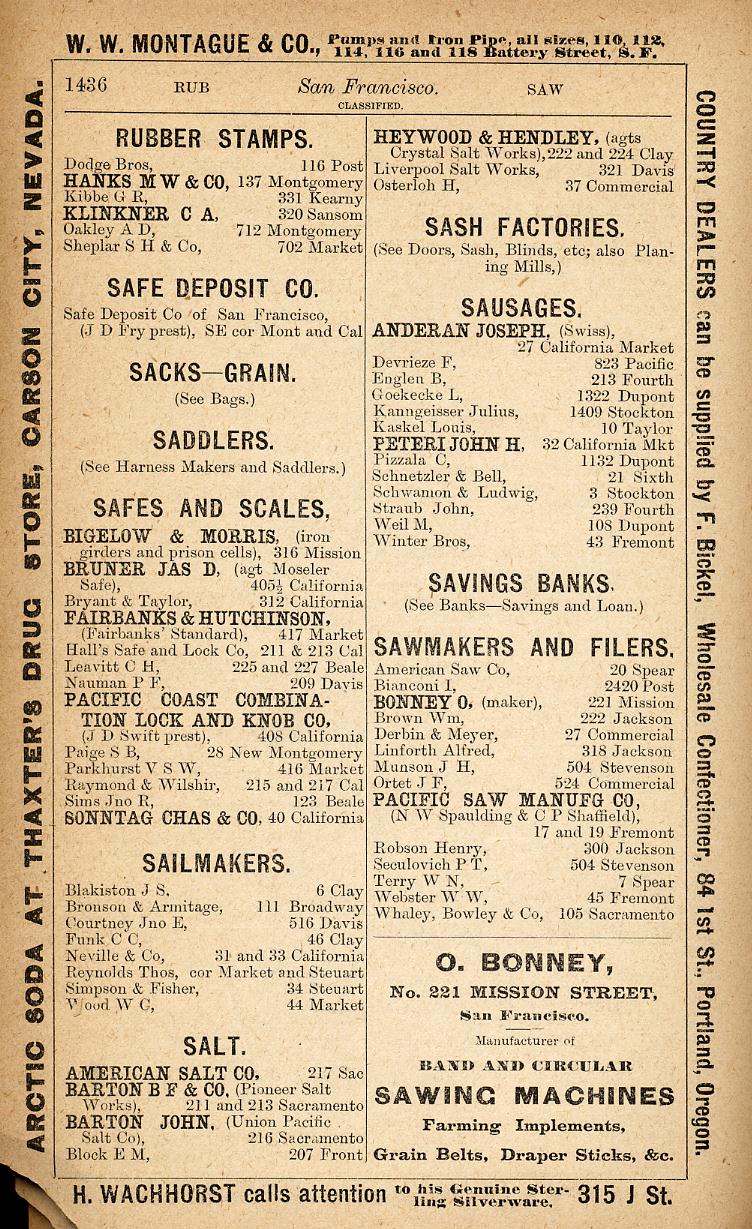 W. W. MONTAGUE & CO., Pumps and Iron Pipe, all sizes, 110, 112,
114, 116 and 118 Battery Street, S. F.
1436 RUB San Francisco. SAW
CLASSIFIED.
RUBBER STAMPS.
Dodge Bros, 116 Post
HANKS M W & CO, 137 Montgomery
Kibbe G R, 331 Kearny
KLINKNER C A, 320 Sansom
Oakley A D, 712 Montgomery
Sheplar S H & Co, 702 Market
SAFE DEPOSIT CO.
Safe Deposit Co of San Francisco,
(J D Fry prest), SE cor Mont and Cal
SACKS—GRAIN.
(See Bags.)
SADDLERS.
(See Harness Makers and Saddlers.)
SAFES AND SCALES,
BIGELOW & MORRIS, (iron
girders and prison cells), 316 Mission
BRUNER JAS D, (agt Moseler
Safe), 405½ California
Bryant & Taylor, 312 California
FAIRBANKS & HUTCHINSON,
(Fairbanks' Standard), 417 Market
Hall's Safe and Lock Co, 211 & 213 Cal
Leavitt C H, 225 and 227 Beale
Nauman P F, 209 Davis
PACIFIC COAST COMBINA-
TION LOCK AND KNOB CO,
(J D Swift prest), 408 California
Paige S B, 28 New Montgomery
Parkhurst V S W, 416 Market
Raymond & Wilshir, 215 and 217 Cal
Sims Jno R, 123 Beale
SONNTAG CHAS & CO, 40 California
SAILMAKERS.
Blakiston J S, 6 Clay
Bronson & Armitage, 111 Broadway
Courtney Jno E, 516 Davis
Funk C C, 46 Clay
Neville & Co, 31 and 33 California
Reynolds Thos, cor Market and Steuart
Simpson & Fisher, 34 Steuart
Wood W C, 44 Market
SALT.
AMERICAN SALT CO, 217 Sac
BARTON B F & CO, (Pioneer Salt
Works), 211 and 213 Sacramento
BARTON JOHN, (Union Pacific
Salt Co), 216 Sacramento
Block E M, 207 Front
HEYWOOD & HENDLEY, (agts
Crystal Salt Works), 222 and 224 Clay
Liverpool Salt Works, 321 Davis
Osterloh H, 37 Commercial
SASH FACTORIES.
(See Doors, Sash, Blinds, etc; also Plan-
ing Mills,)
SAUSAGES.
ANDERAN JOSEPH, (Swiss),
27 California Market
Devrieze F, 823 Pacific
Englen B, 213 Fourth
Goekecke L, 1322 Dupont
Kanngeisser Julius, 1409 Stockton
Kaskel Louis, 10 Taylor
PETERI JOHN H, 32 California Mkt
Pizzala C, 1132 Dupont
Schnetzler & Bell, 21 Sixth
Schwamon & Ludwig, 3 Stockton
Straub John, 239 Fourth
Weil M, 108 Dupont
Winter Bros, 43 Fremont
SAVINGS BANKS.
(See Banks—Savings and Loan.)
SAWMAKERS AND FILERS.
American Saw Co, 20 Spear
Bianconi I, 2420 Post
BONNEY O, (maker), 221 Mission
Brown Wm, 222 Jackson
Derbin & Meyer, 27 Commercial
Linforth Alfred, 318 Jackson
Munson J H, 504 Stevenson
Ortet J F, 524 Commercial
PACIFIC SAW MANUFG CO,
(N W Spaulding & C P Shaffield),
17 and 19 Fremont
Robson Henry, 300 Jackson
Seculovich P T, 504 Stevenson
Terry W N, 7 Spear
Webster W W, 45 Fremont
Whaley, Bowley & Co, 105 Sacramento
O. BONNEY,
No. 221 MISSION STREET,
San Francisco.
Manufacturer of
BAND AND CIRCULAR
SAWING MACHINES
Farming Implements,
Grain Belts, Draper Sticks, &c.
ARCTIC SODA AT THAXTER'S DRUG STORE, CARSON CITY, NEVADA.
COUNTRY DEALERS can be supplied by F. Bickel, Wholesale Confectioner, 84 1st St., Portland, Oregon.
H. WACHHORST calls attention to his Genuine Ster-
ling Silverware, 315 J St.